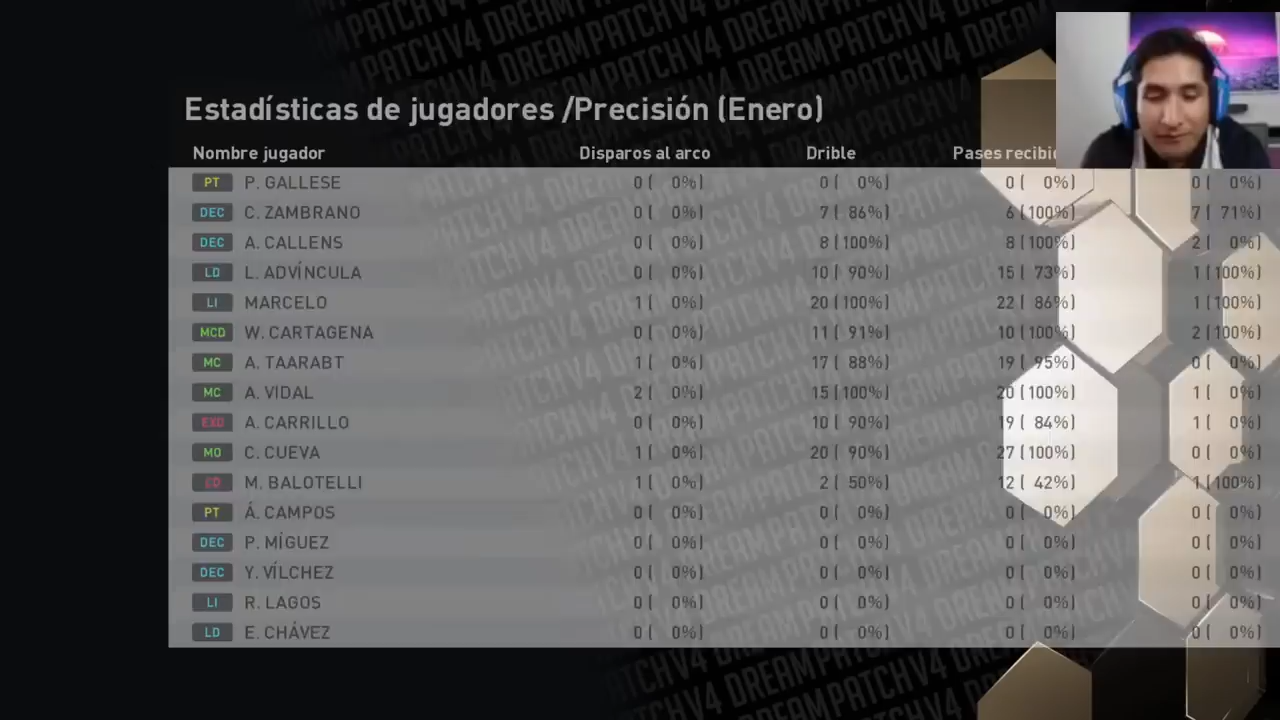 DREAMPATCHV4 DREAMPATCHV4 DREAMPATCHV4
Estadísticas de jugadores /Precisión (Enero)
Nombre jugador Disparos al arco Drible Pases recibi
PT P. GALLESE 0 ( 0%) 0 ( 0%) 0 ( 0%) 0 ( 0%)
DEC C. ZAMBRANO 0 ( 0%) 7 ( 86%) 6 (100%) 7 ( 71%)
DEC A. CALLENS 0 ( 0%) 8 (100%) 8 (100%) 2 ( 0%)
LD L. ADVÍNCULA 0 ( 0%) 10 ( 90%) 15 ( 73%) 1 (100%)
LI MARCELO 1 ( 0%) 20 (100%) 22 ( 86%) 1 (100%)
MCD W. CARTAGENA 0 ( 0%) 11 ( 91%) 10 (100%) 2 (100%)
MC A. TAARABT 1 ( 0%) 17 ( 88%) 19 ( 95%) 0 ( 0%)
MC A. VIDAL 2 ( 0%) 15 (100%) 20 (100%) 1 ( 0%)
EXD A. CARRILLO 0 ( 0%) 10 ( 90%) 19 ( 84%) 1 ( 0%)
MO C. CUEVA 1 ( 0%) 20 ( 90%) 27 (100%) 0 ( 0%)
M. BALOTELLI 1 ( 0%) 2 ( 50%) 12 ( 42%) 1 (100%)
PT Á. CAMPOS 0 ( 0%) 0 ( 0%) 0 ( 0%) 0 ( 0%)
DEC P. MÍGUEZ 0 ( 0%) 0 ( 0%) 0 ( 0%) 0 ( 0%)
DEC Y. VÍLCHEZ 0 ( 0%) 0 ( 0%) 0 ( 0%) 0 ( 0%)
LI R. LAGOS 0 ( 0%) 0 ( 0%) 0 ( 0%) 0 ( 0%)
LD E. CHÁVEZ 0 ( 0%) 0 ( 0%) 0 ( 0%) 0 ( 0%)